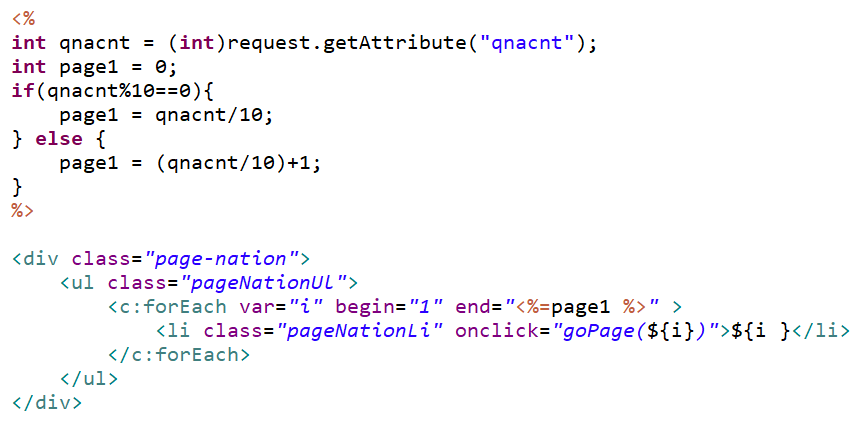 <%
int qnacnt = (int)request.getAttribute("qnacnt");
int page1 = 0;
if(qnacnt%10==0){
    page1 = qnacnt/10;
} else {
    page1 = (qnacnt/10)+1;
}
%>

<div class="page-nation">
    <ul class="pageNationUl">
        <c:forEach var="i" begin="1" end="<%=page1 %>" >
            <li class="pageNationLi" onclick="goPage(${i})">${i }</li>
        </c:forEach>
    </ul>
</div>